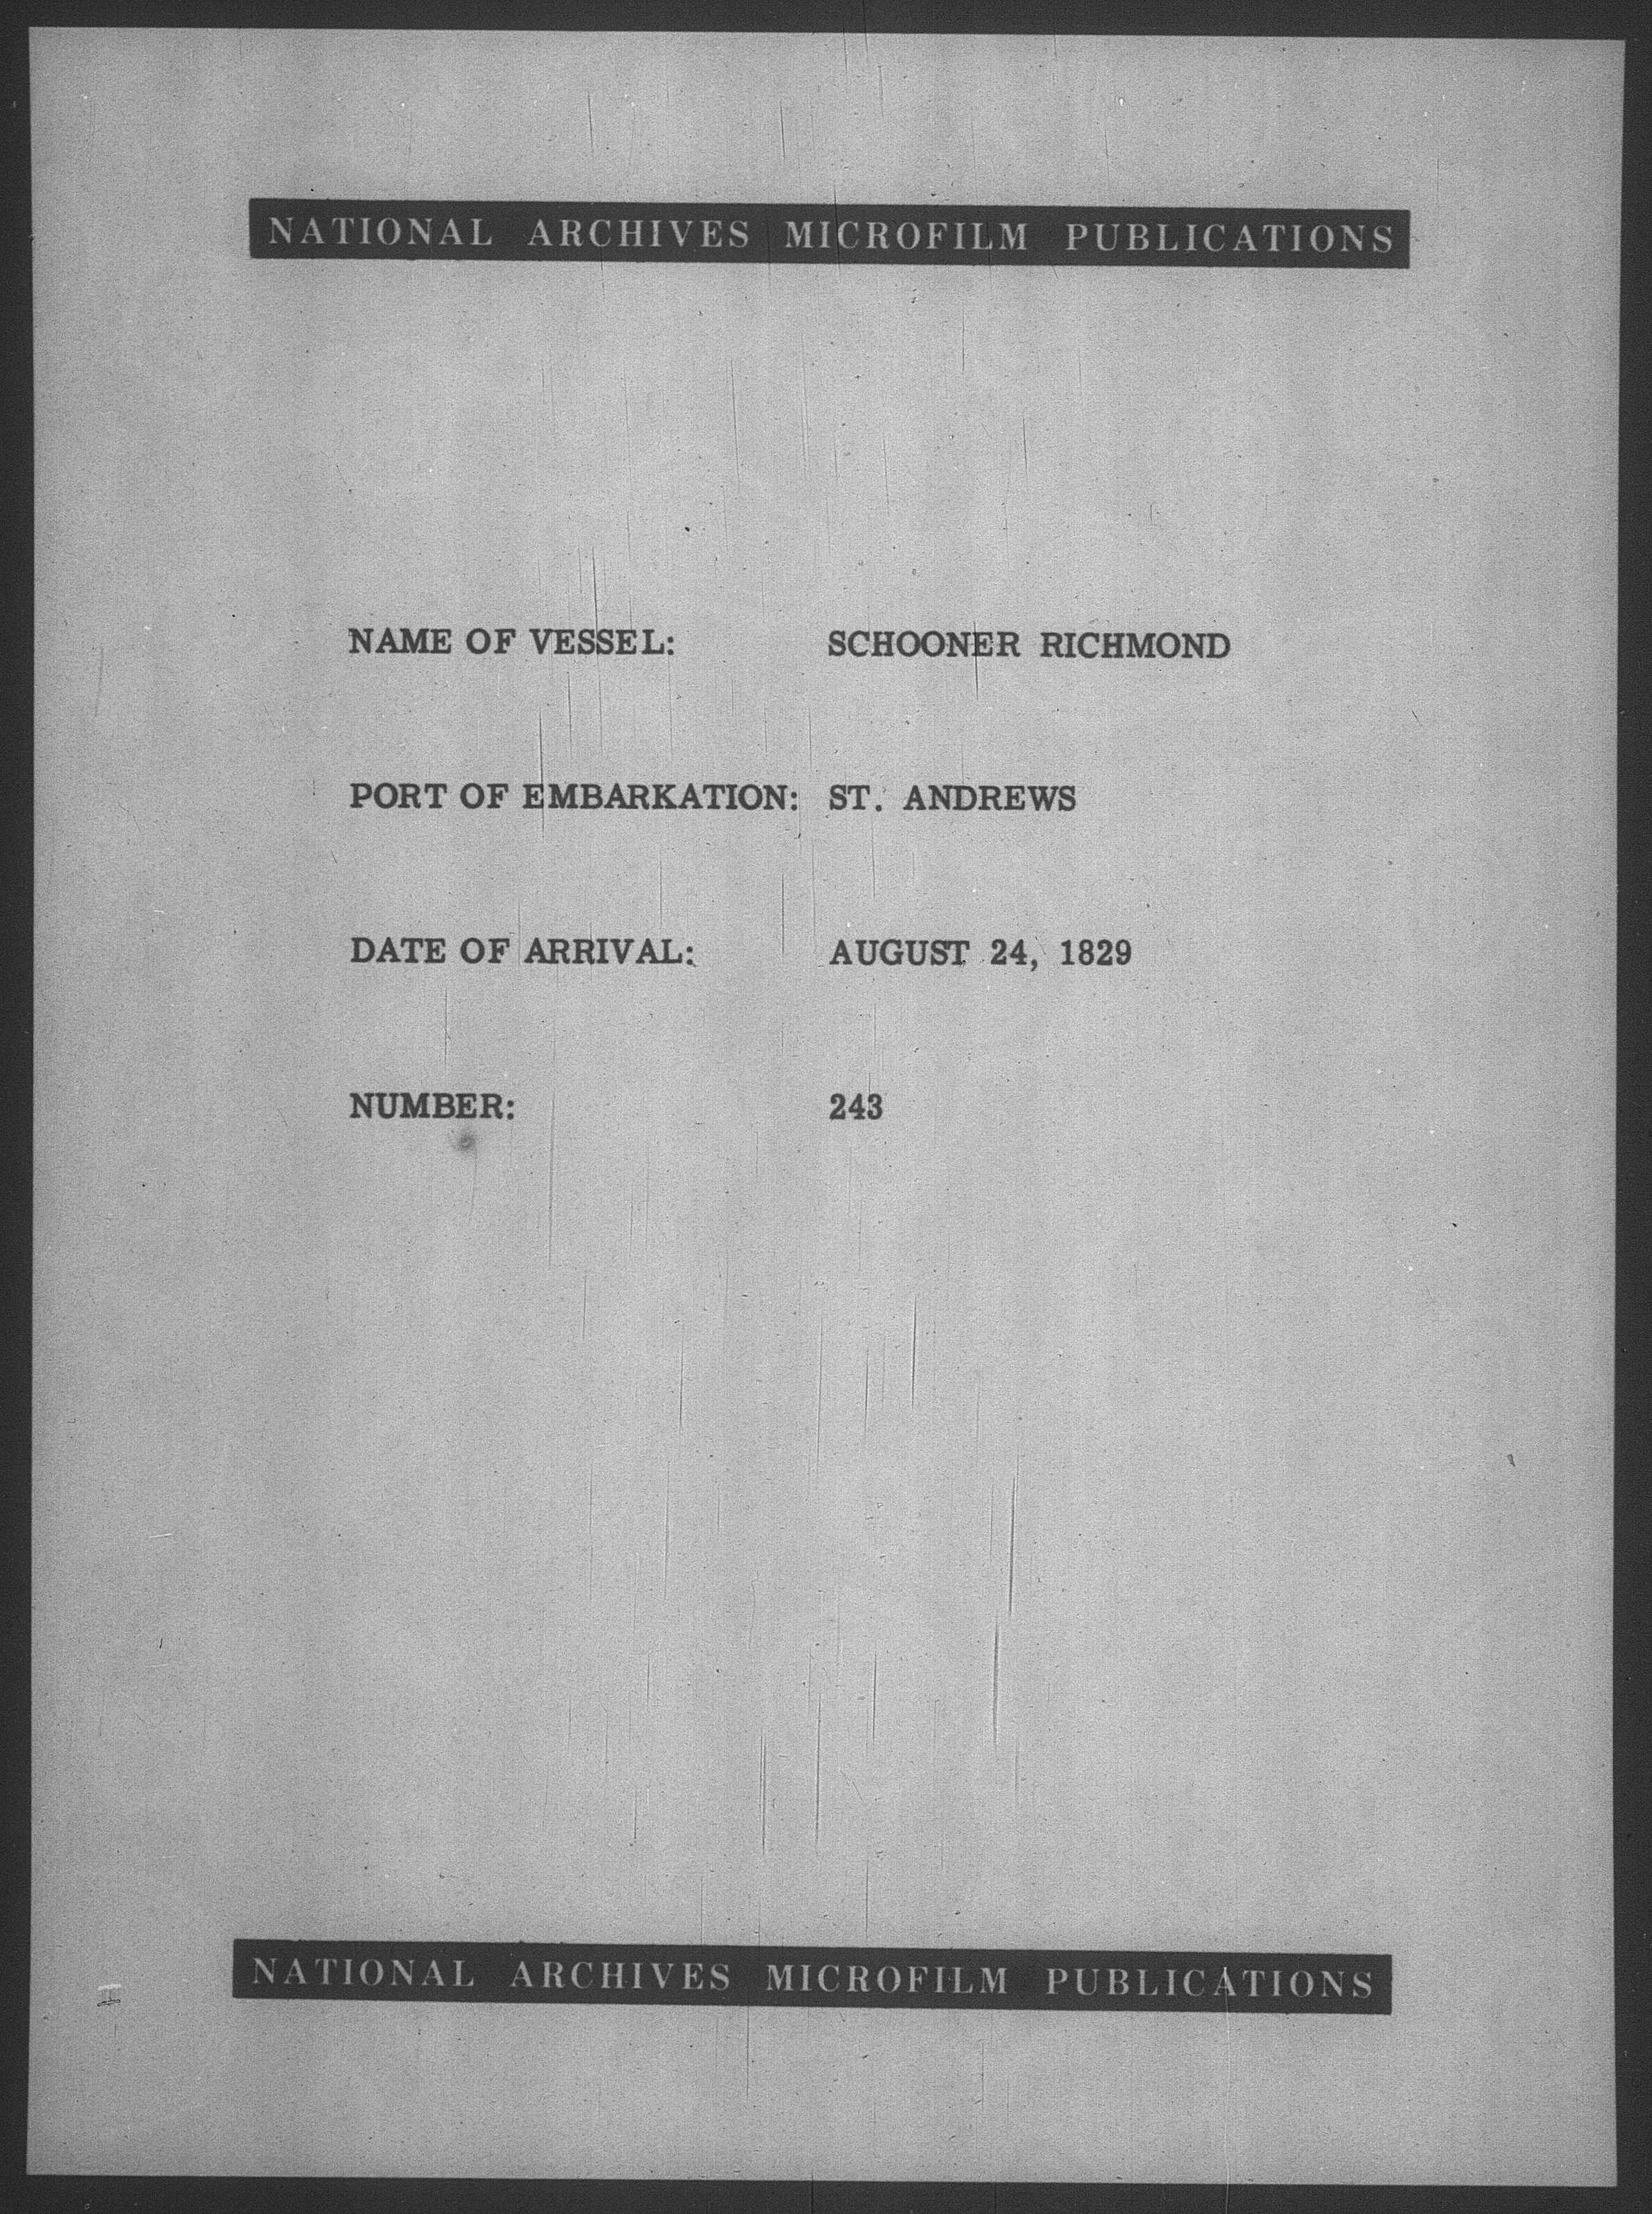 NATIONAL ARCHIVES MICROFILM PUBLICATIONS
NAME OF VESSEL: SCHOONER RICHMOND
PORT OF EMBARKATION: ST. ANDREWS
DATE OF ARRIVAL: AUGUST 24, 1829
NUMBER: 243
NATIONAL ARCHIVES MICROFILM PUBLICATIONS